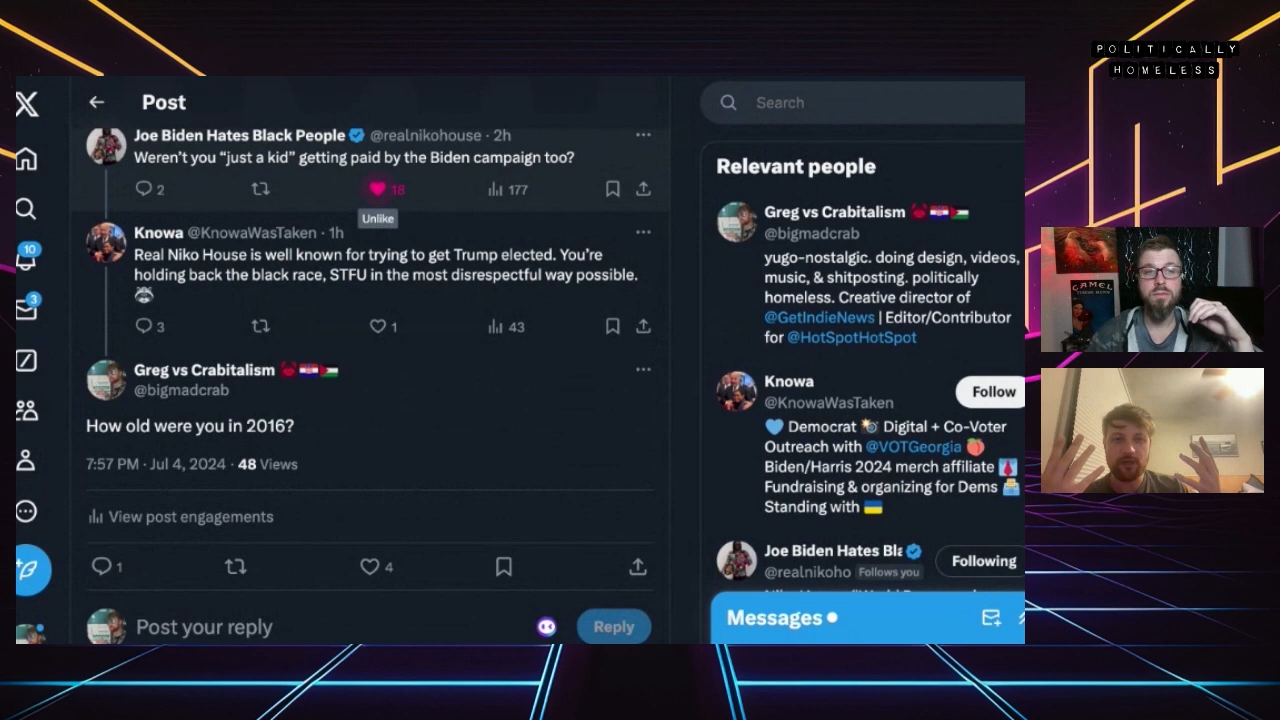 POLITICALLY
HOMELESS
Post
Joe Biden Hates Black People @realnikohouse · 2h
Weren't you "just a kid" getting paid by the Biden campaign too?
2
18
177
Unlike
Knowa @KnowaWasTaken · 1h
Real Niko House is well known for trying to get Trump elected. You're
holding back the black race, STFU in the most disrespectful way possible.
3
1
43
Greg vs Crabitalism
@bigmadcrab
How old were you in 2016?
7:57 PM · Jul 4, 2024 · 48 Views
View post engagements
1
4
Post your reply
Reply
10
3
Search
Relevant people
Greg vs Crabitalism
@bigmadcrab
yugo-nostalgic. doing design, videos,
music, & shitposting. politically
homeless. Creative director of
@GetIndieNews | Editor/Contributor
for @HotSpotHotSpot
Knowa
@KnowaWasTaken
Follow
Democrat Digital + Co-Voter
Outreach with @VOTGeorgia
Biden/Harris 2024 merch affiliate
Fundraising & organizing for Dems
Standing with
Joe Biden Hates Bla
@realnikoho Follows you
Following
Messages
CAMEL